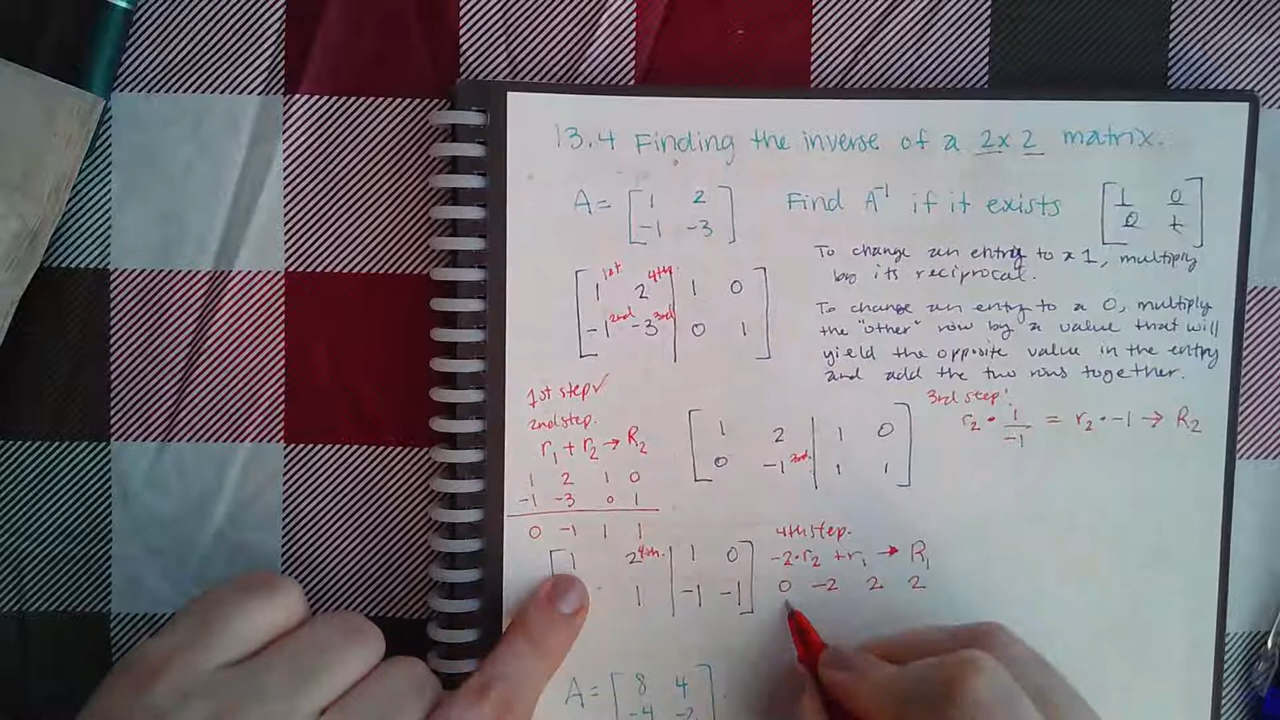 13.4 Finding the inverse of a 2x2 matrix.
A = [1 2
-1 -3]
Find A⁻¹ if it exists
[1 0
0 1]
To change an entry to a 1, multiply
by its reciprocal.
To change an entry to a 0, multiply
the "other" row by a value that will
yield the opposite value in the entry
and add the two rows together.
[1 1st 2 4th | 1 0
-1 2nd -3 3rd | 0 1]
1st step ✓
2nd step.
r₁ + r₂ → R₂
1 2 1 0
-1 -3 0 1
0 -1 1 1
[1 2 | 1 0
0 -1 3rd | 1 1]
3rd step:
r₂ · 1/-1 = r₂ · -1 → R₂
[1 2 4th. | 1 0
1 | -1 -1]
4th step.
-2·r₂ + r₁ → R₁
0 -2 2 2
A = [8 4
-4 -2